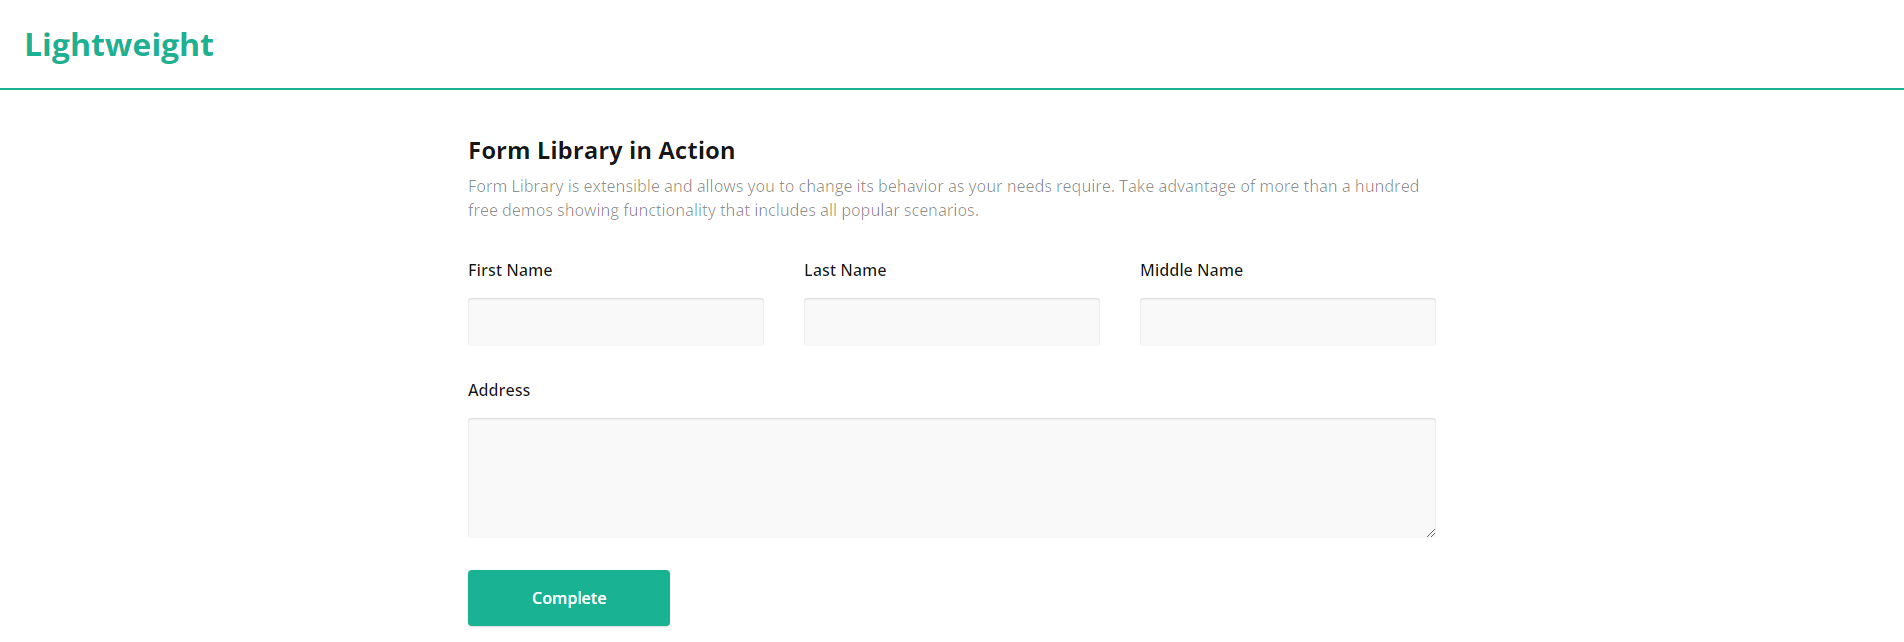 Lightweight
Form Library in Action
Form Library is extensible and allows you to change its behavior as your needs require. Take advantage of more than a hundred
free demos showing functionality that includes all popular scenarios.
First Name Last Name Middle Name
Address
Complete